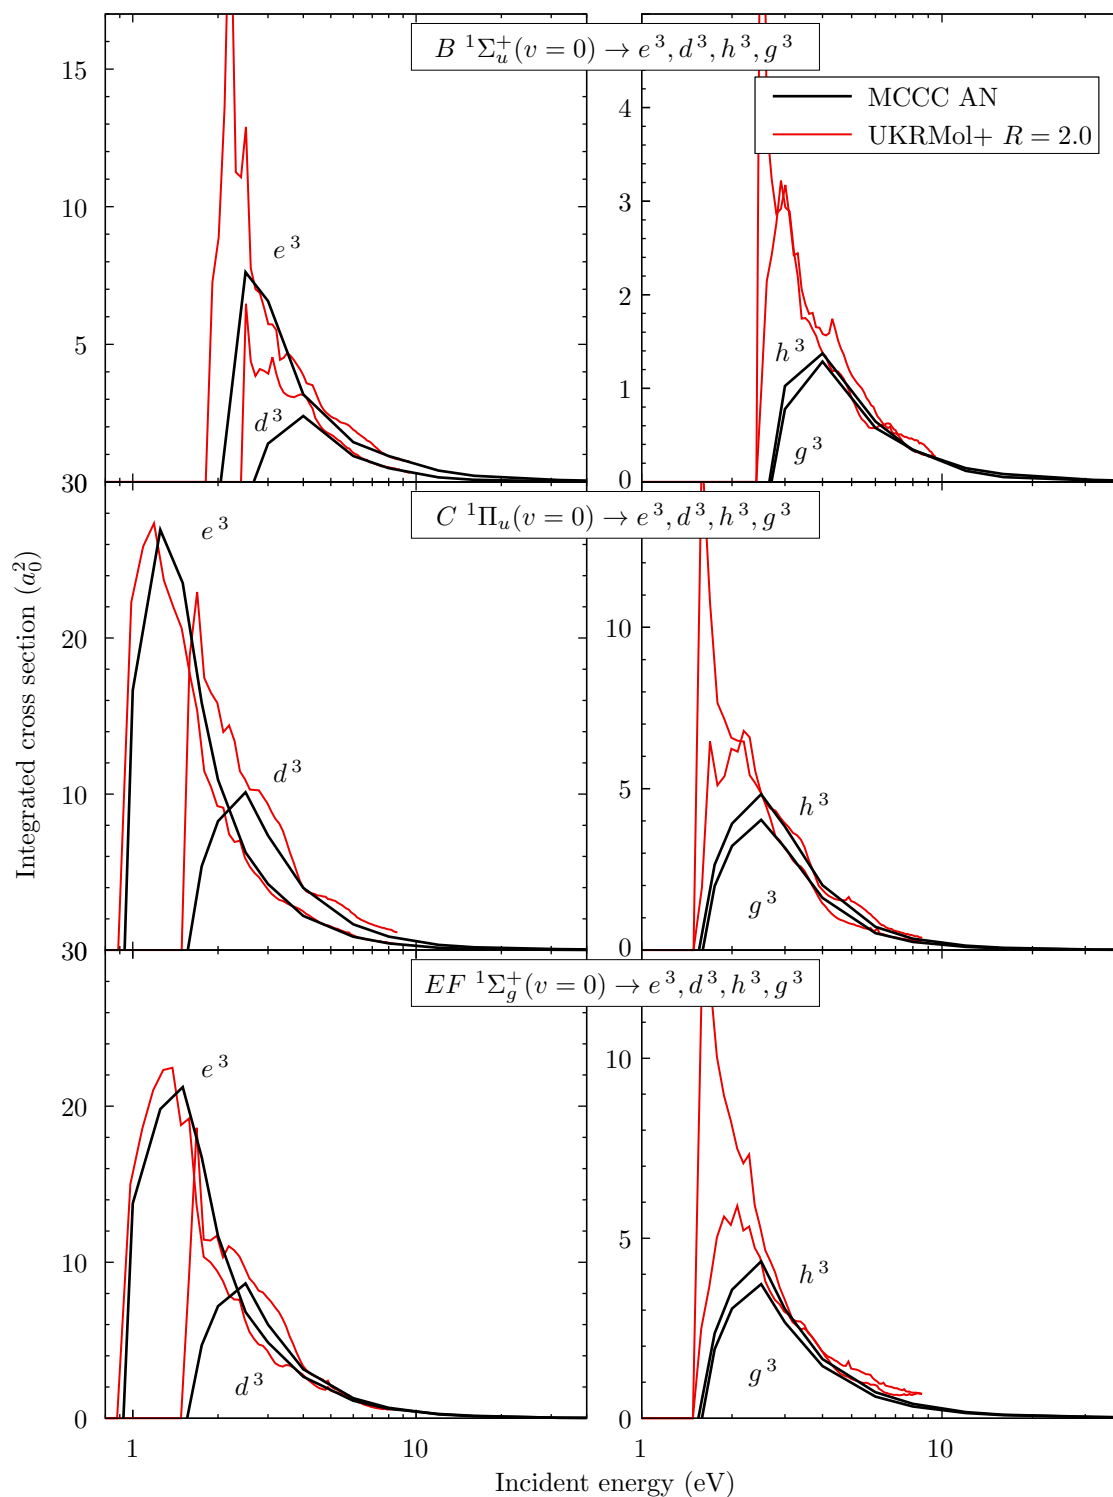 B ¹Σᵤ⁺(v = 0) → e³, d³, h³, g³
MCCC AN
UKRMol+ R = 2.0
15
10
5
e³
d³
4
3
2
1
0
h³
g³
Integrated cross section (a₀²)
C ¹Πᵤ(v = 0) → e³, d³, h³, g³
30
20
10
e³
d³
10
5
0
h³
g³
EF ¹Σg⁺(v = 0) → e³, d³, h³, g³
30
20
10
0
e³
d³
10
5
0
h³
g³
1
10
1
10
Incident energy (eV)